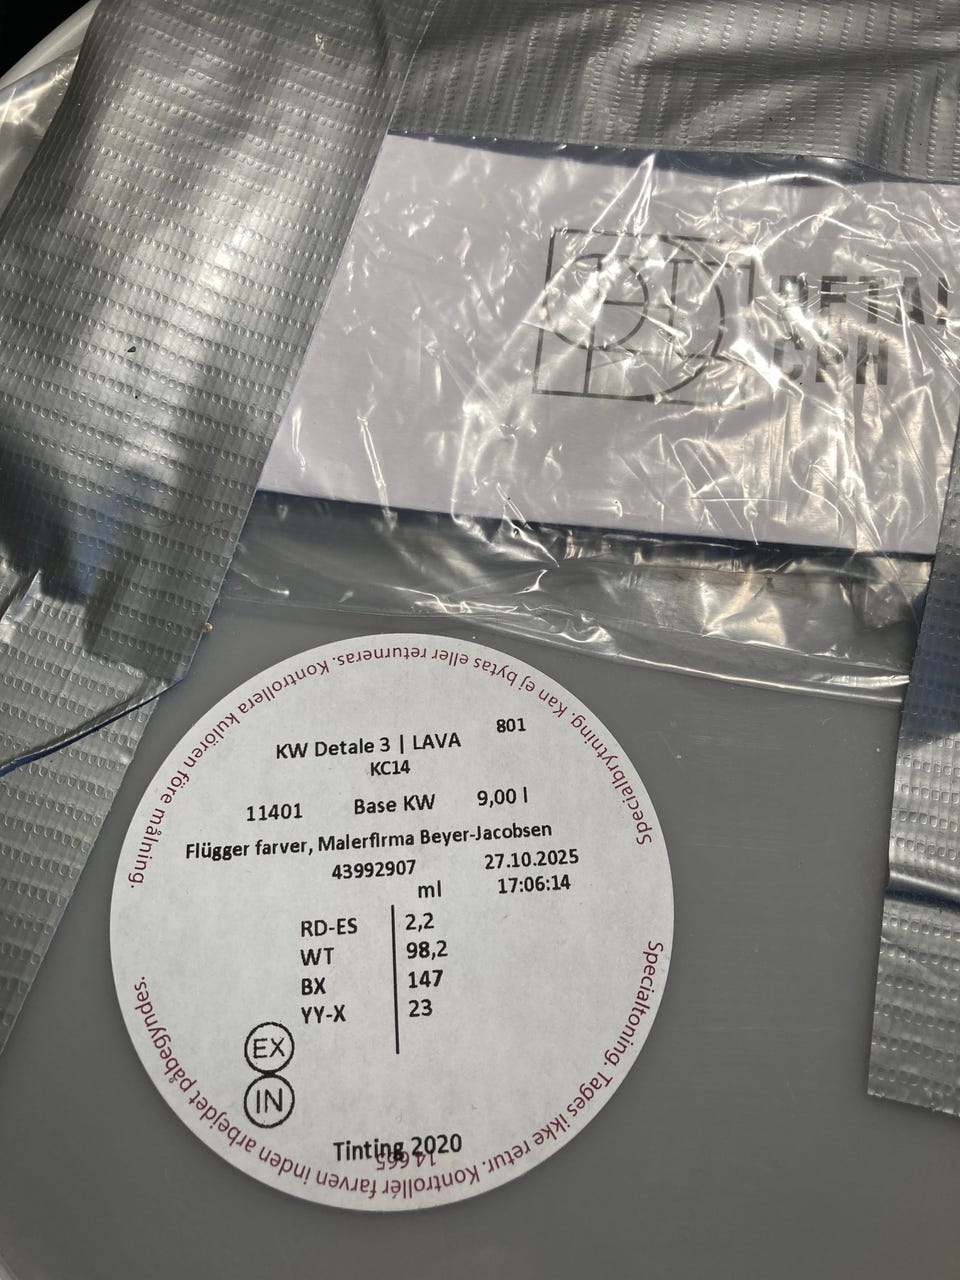 DETAL
CPH
Specialbrytning. Kan ej bytas eller returneras. Kontrollera kulören före målning.
801
KW Detale 3 | LAVA
KC14
11401 Base KW 9,00 l
Flügger farver, Malerfirma Beyer-Jacobsen
43992907 27.10.2025
ml 17:06:14
RD-ES 2,2
WT 98,2
BX 147
YY-X 23
EX
IN
Tinting 2020
14 665
Specialtoning. Tages ikke retur. Kontrollér farven inden arbejdet påbegyndes.